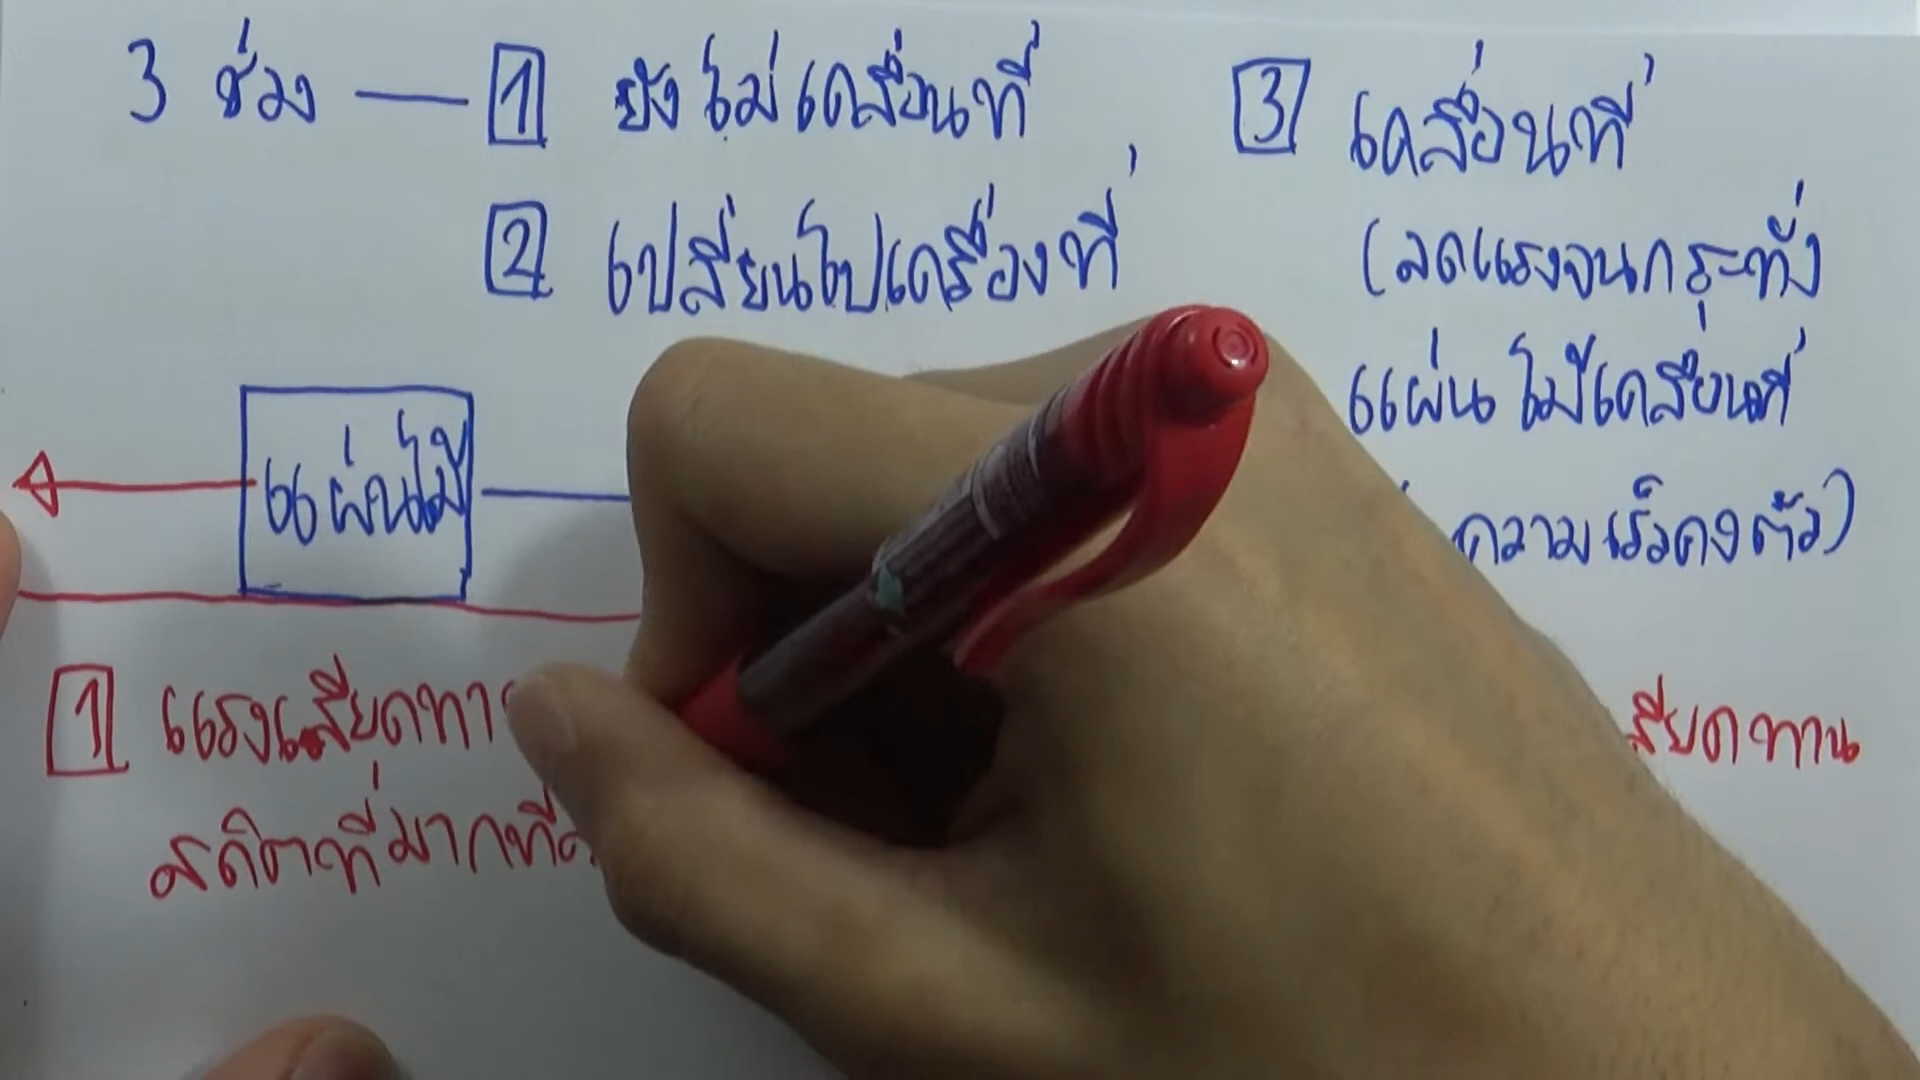 3 ช่วง — 1 ยังไม่เคลื่อนที่
2 เปลี่ยนไปเครื่องที่
3 เคลื่อนที่
(ลดแรงจนกระทั่ง
แผ่นไม้เคลื่อนที่
ความเร็วคงตัว)
แผ่นไม้
1 แรงเสียดทาน
สถิตที่มากที่
สียดทาน